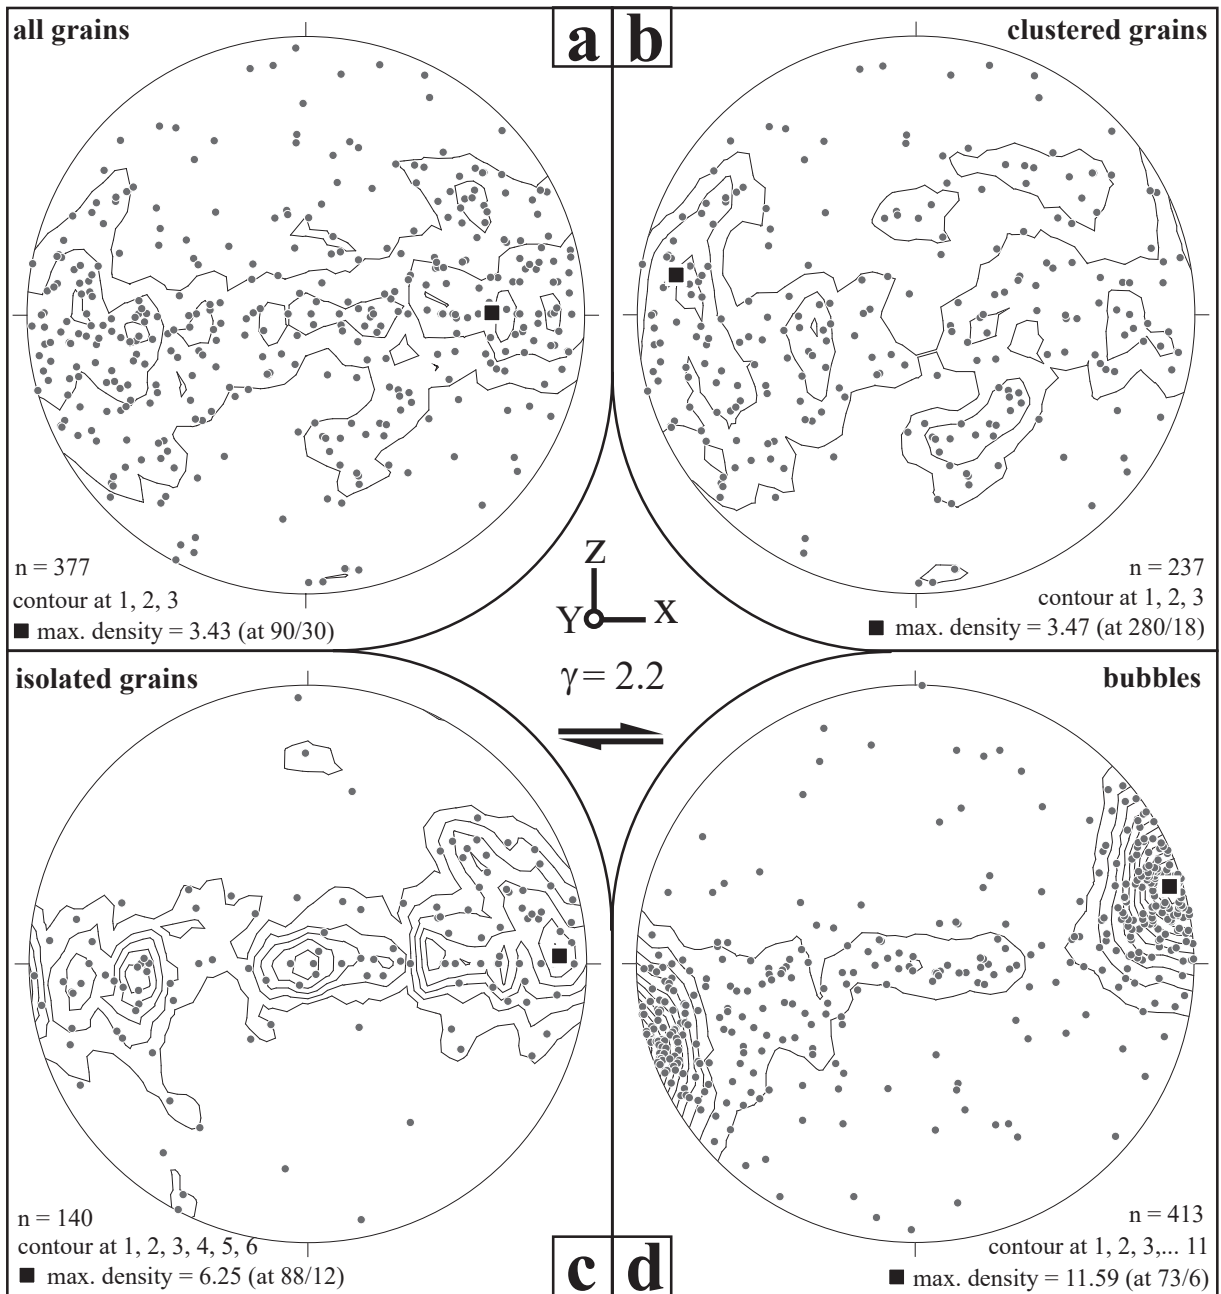 all grains
a
b
clustered grains
n = 377
contour at 1, 2, 3
max. density = 3.43 (at 90/30)
n = 237
contour at 1, 2, 3
max. density = 3.47 (at 280/18)
Z
Y
X
γ = 2.2
isolated grains
bubbles
n = 140
contour at 1, 2, 3, 4, 5, 6
max. density = 6.25 (at 88/12)
c
d
n = 413
contour at 1, 2, 3,... 11
max. density = 11.59 (at 73/6)